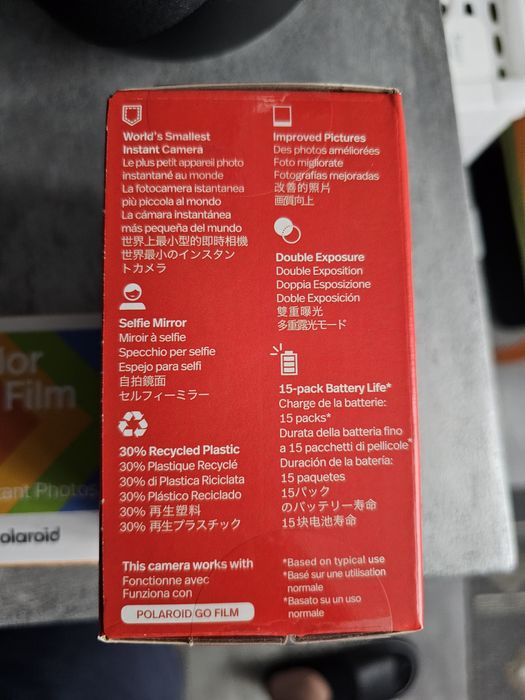 World's Smallest
Instant Camera
Le plus petit appareil photo
instantané au monde
La fotocamera istantanea
più piccola al mondo
La cámara instantánea
más pequeña del mundo
世界上最小型的即時相機
世界最小のインスタン
トカメラ
Selfie Mirror
Miroir à selfie
Specchio per selfie
Espejo para selfi
自拍鏡面
セルフィーミラー
30% Recycled Plastic
30% Plastique Recyclé
30% di Plastica Riciclata
30% Plástico Reciclado
30% 再生塑料
30% 再生プラスチック
This camera works with
Fonctionne avec
Funziona con
POLAROID GO FILM
Improved Pictures
Des photos améliorées
Foto migliorate
Fotografías mejoradas
改善的照片
画質向上
Double Exposure
Double Exposition
Doppia Esposizione
Doble Exposición
雙重曝光
多重露光モード
15-pack Battery Life*
Charge de la batterie:
15 packs*
Durata della batteria fino
a 15 pacchetti di pellicole*
Duración de la batería:
15 paquetes
15パック
のバッテリー寿命
15块电池寿命
*Based on typical use
*Basé sur une utilisation
normale
*Basato su un uso
normale
lor
Film
tant Photos
olaroid